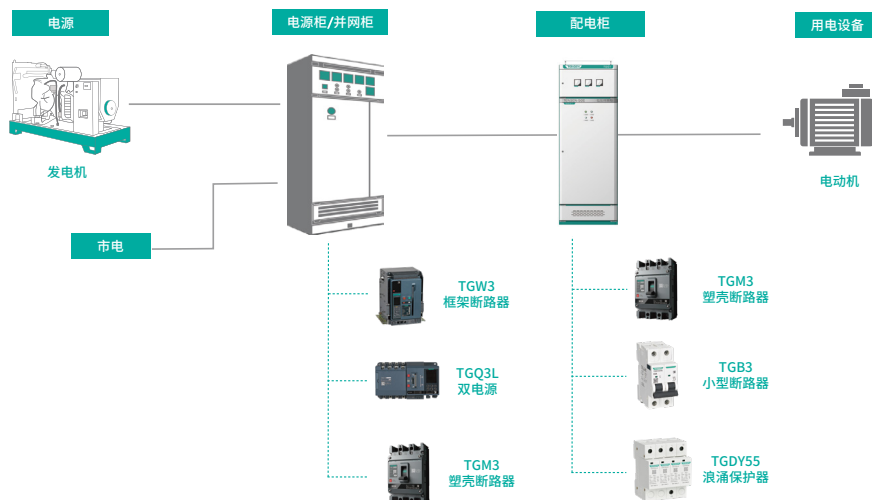 电源
电源柜/并网柜
配电柜
用电设备
发电机
电动机
市电
TGW3
框架断路器
TGQ3L
双电源
TGM3
塑壳断路器
TGM3
塑壳断路器
TGB3
小型断路器
TGDY55
浪涌保护器